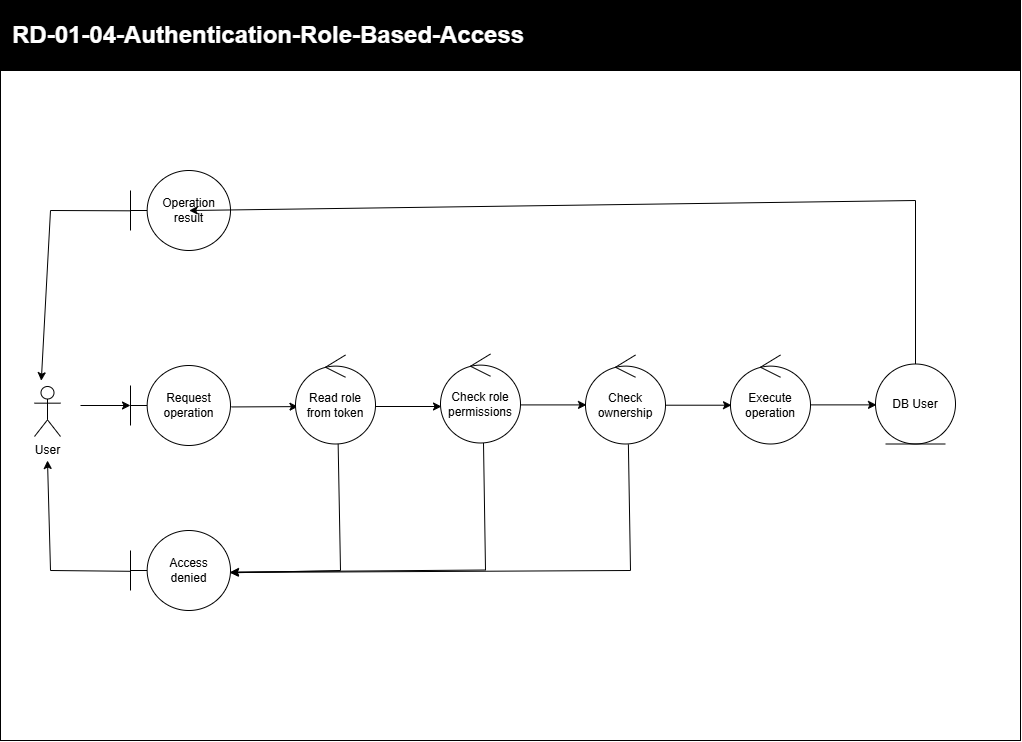 RD-01-04-Authentication-Role-Based-Access
Operation
result
Request
operation
Read role
from token
Check role
permissions
Check
ownership
Execute
operation
DB User
User
Access
denied